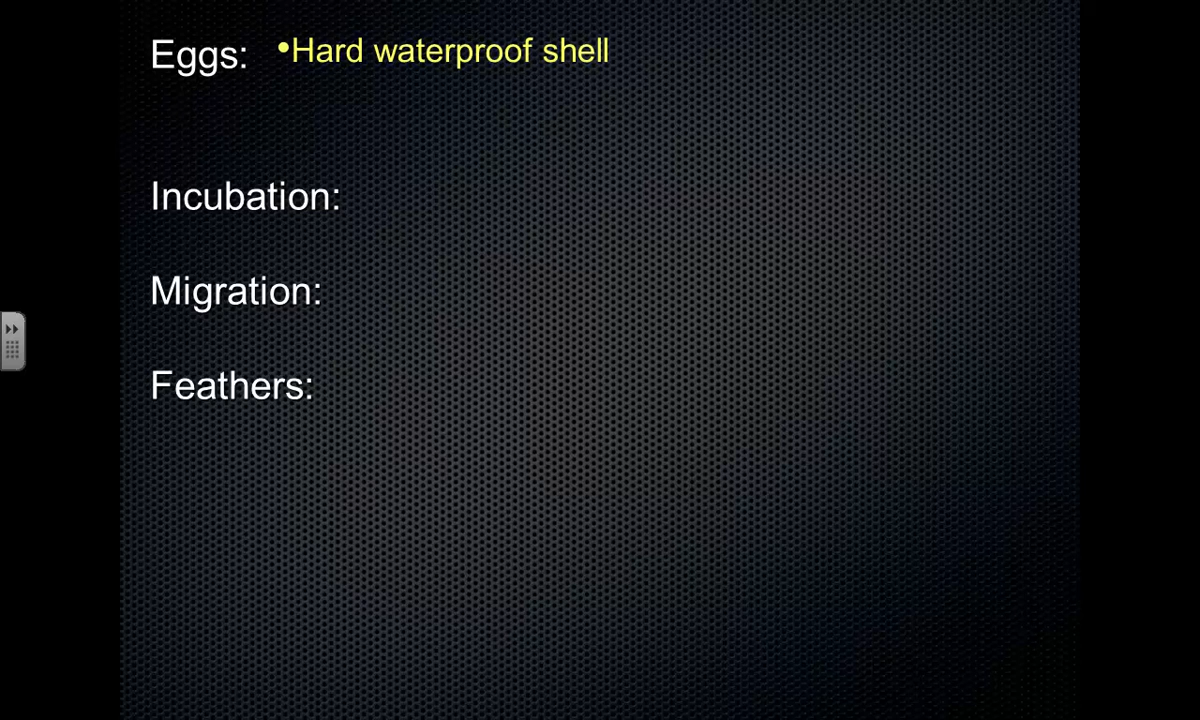 Eggs: •Hard waterproof shell
Incubation:
Migration:
Feathers: